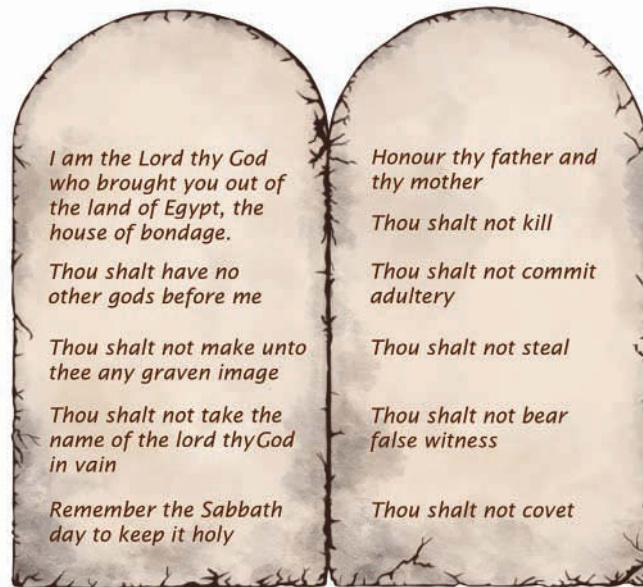 I am the Lord thy God
who brought you out of
the land of Egypt, the
house of bondage.
Thou shalt have no
other gods before me
Thou shalt not make unto
thee any graven image
Thou shalt not take the
name of the lord thyGod
in vain
Remember the Sabbath
day to keep it holy
Honour thy father and
thy mother
Thou shalt not kill
Thou shalt not commit
adultery
Thou shalt not steal
Thou shalt not bear
false witness
Thou shalt not covet